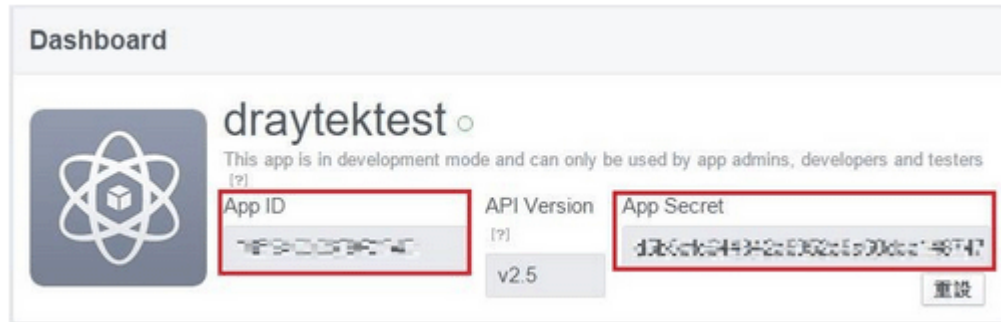 Dashboard
draytektest
This app is in development mode and can only be used by app admins, developers and testers
[?]
App ID
API Version
[?]
v2.5
App Secret
重設